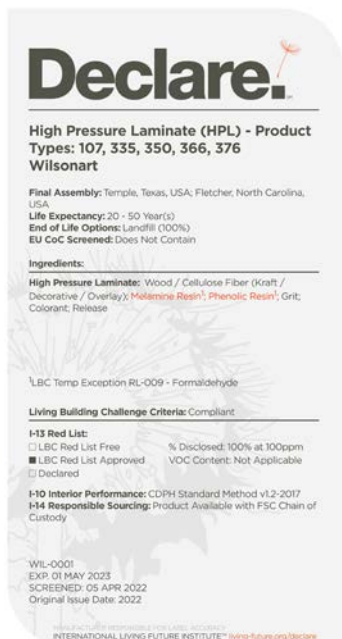 Declare.
High Pressure Laminate (HPL) - Product
Types: 107, 335, 350, 366, 376
Wilsonart
Final Assembly: Temple, Texas, USA; Fletcher, North Carolina,
USA
Life Expectancy: 20 - 50 Year(s)
End of Life Options: Landfill (100%)
EU CoC Screened: Does Not Contain
Ingredients:
High Pressure Laminate: Wood / Cellulose Fiber (Kraft /
Decorative / Overlay); Melamine Resin¹; Phenolic Resin¹; Grit;
Colorant; Release
¹LBC Temp Exception RL-009 - Formaldehyde
Living Building Challenge Criteria: Compliant
I-13 Red List:
☐ LBC Red List Free % Disclosed: 100% at 100ppm
■ LBC Red List Approved VOC Content: Not Applicable
☐ Declared
I-10 Interior Performance: CDPH Standard Method v1.2-2017
I-14 Responsible Sourcing: Product Available with FSC Chain of
Custody
WIL-0001
EXP. 01 MAY 2023
SCREENED: 05 APR 2022
Original Issue Date: 2022
MANUFACTURER RESPONSIBLE FOR LABEL ACCURACY
INTERNATIONAL LIVING FUTURE INSTITUTE™ living-future.org/declare